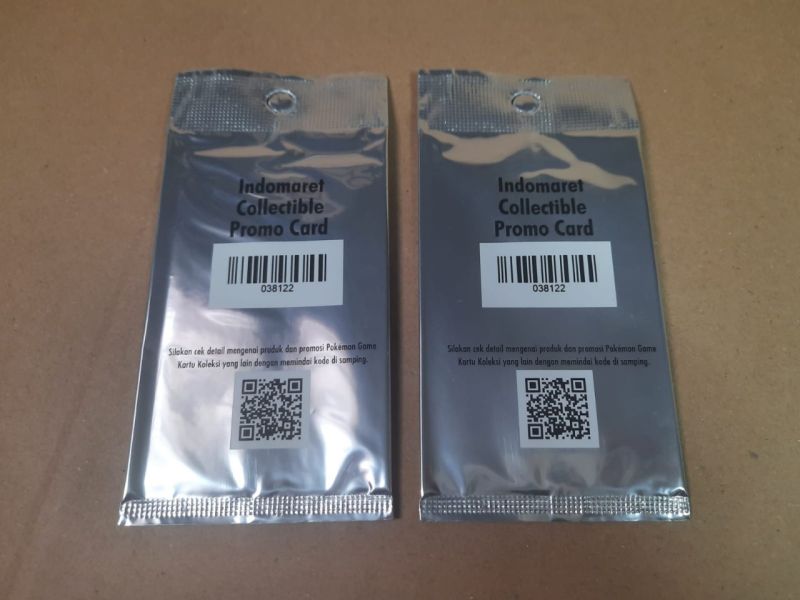 Indomaret
Collectible
Promo Card
038122
Silakan cek detail mengenai produk dan promosi Pokémon Game
Kartu Koleksi yang lain dengan memindai kode di samping.
Indomaret
Collectible
Promo Card
038122
Silakan cek detail mengenai produk dan promosi Pokémon Game
Kartu Koleksi yang lain dengan memindai kode di samping.